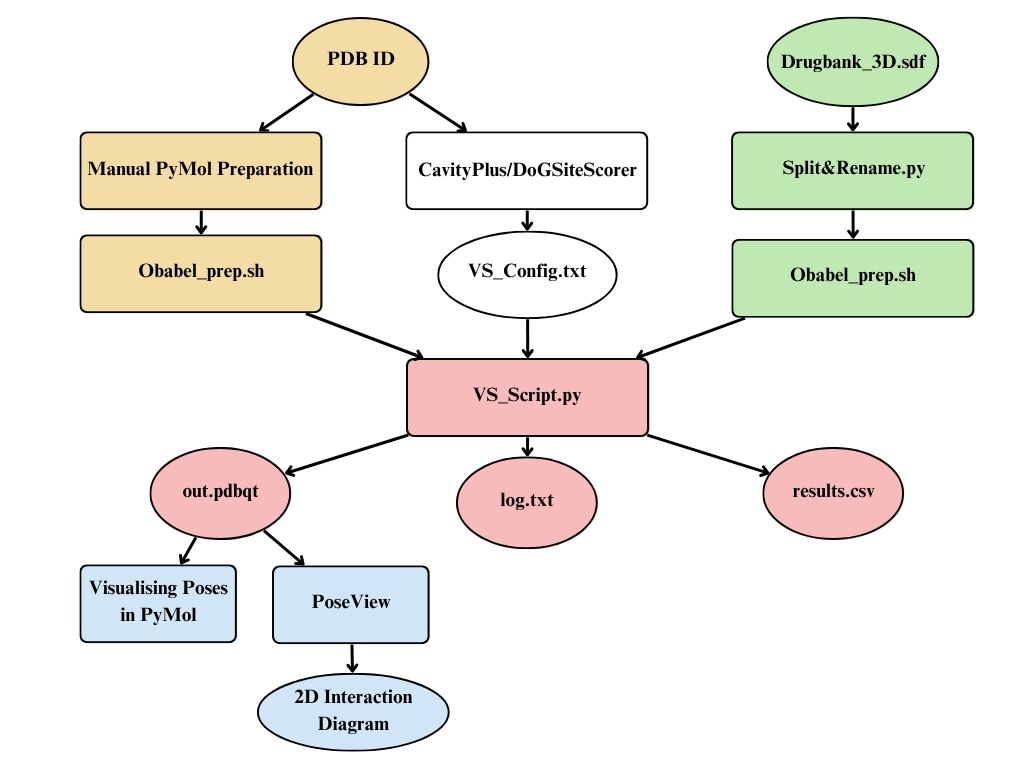 PDB ID
Drugbank_3D.sdf
Manual PyMol Preparation
CavityPlus/DoGSiteScorer
Split&Rename.py
Obabel_prep.sh
VS_Config.txt
Obabel_prep.sh
VS_Script.py
out.pdbqt
log.txt
results.csv
Visualising Poses
in PyMol
PoseView
2D Interaction
Diagram